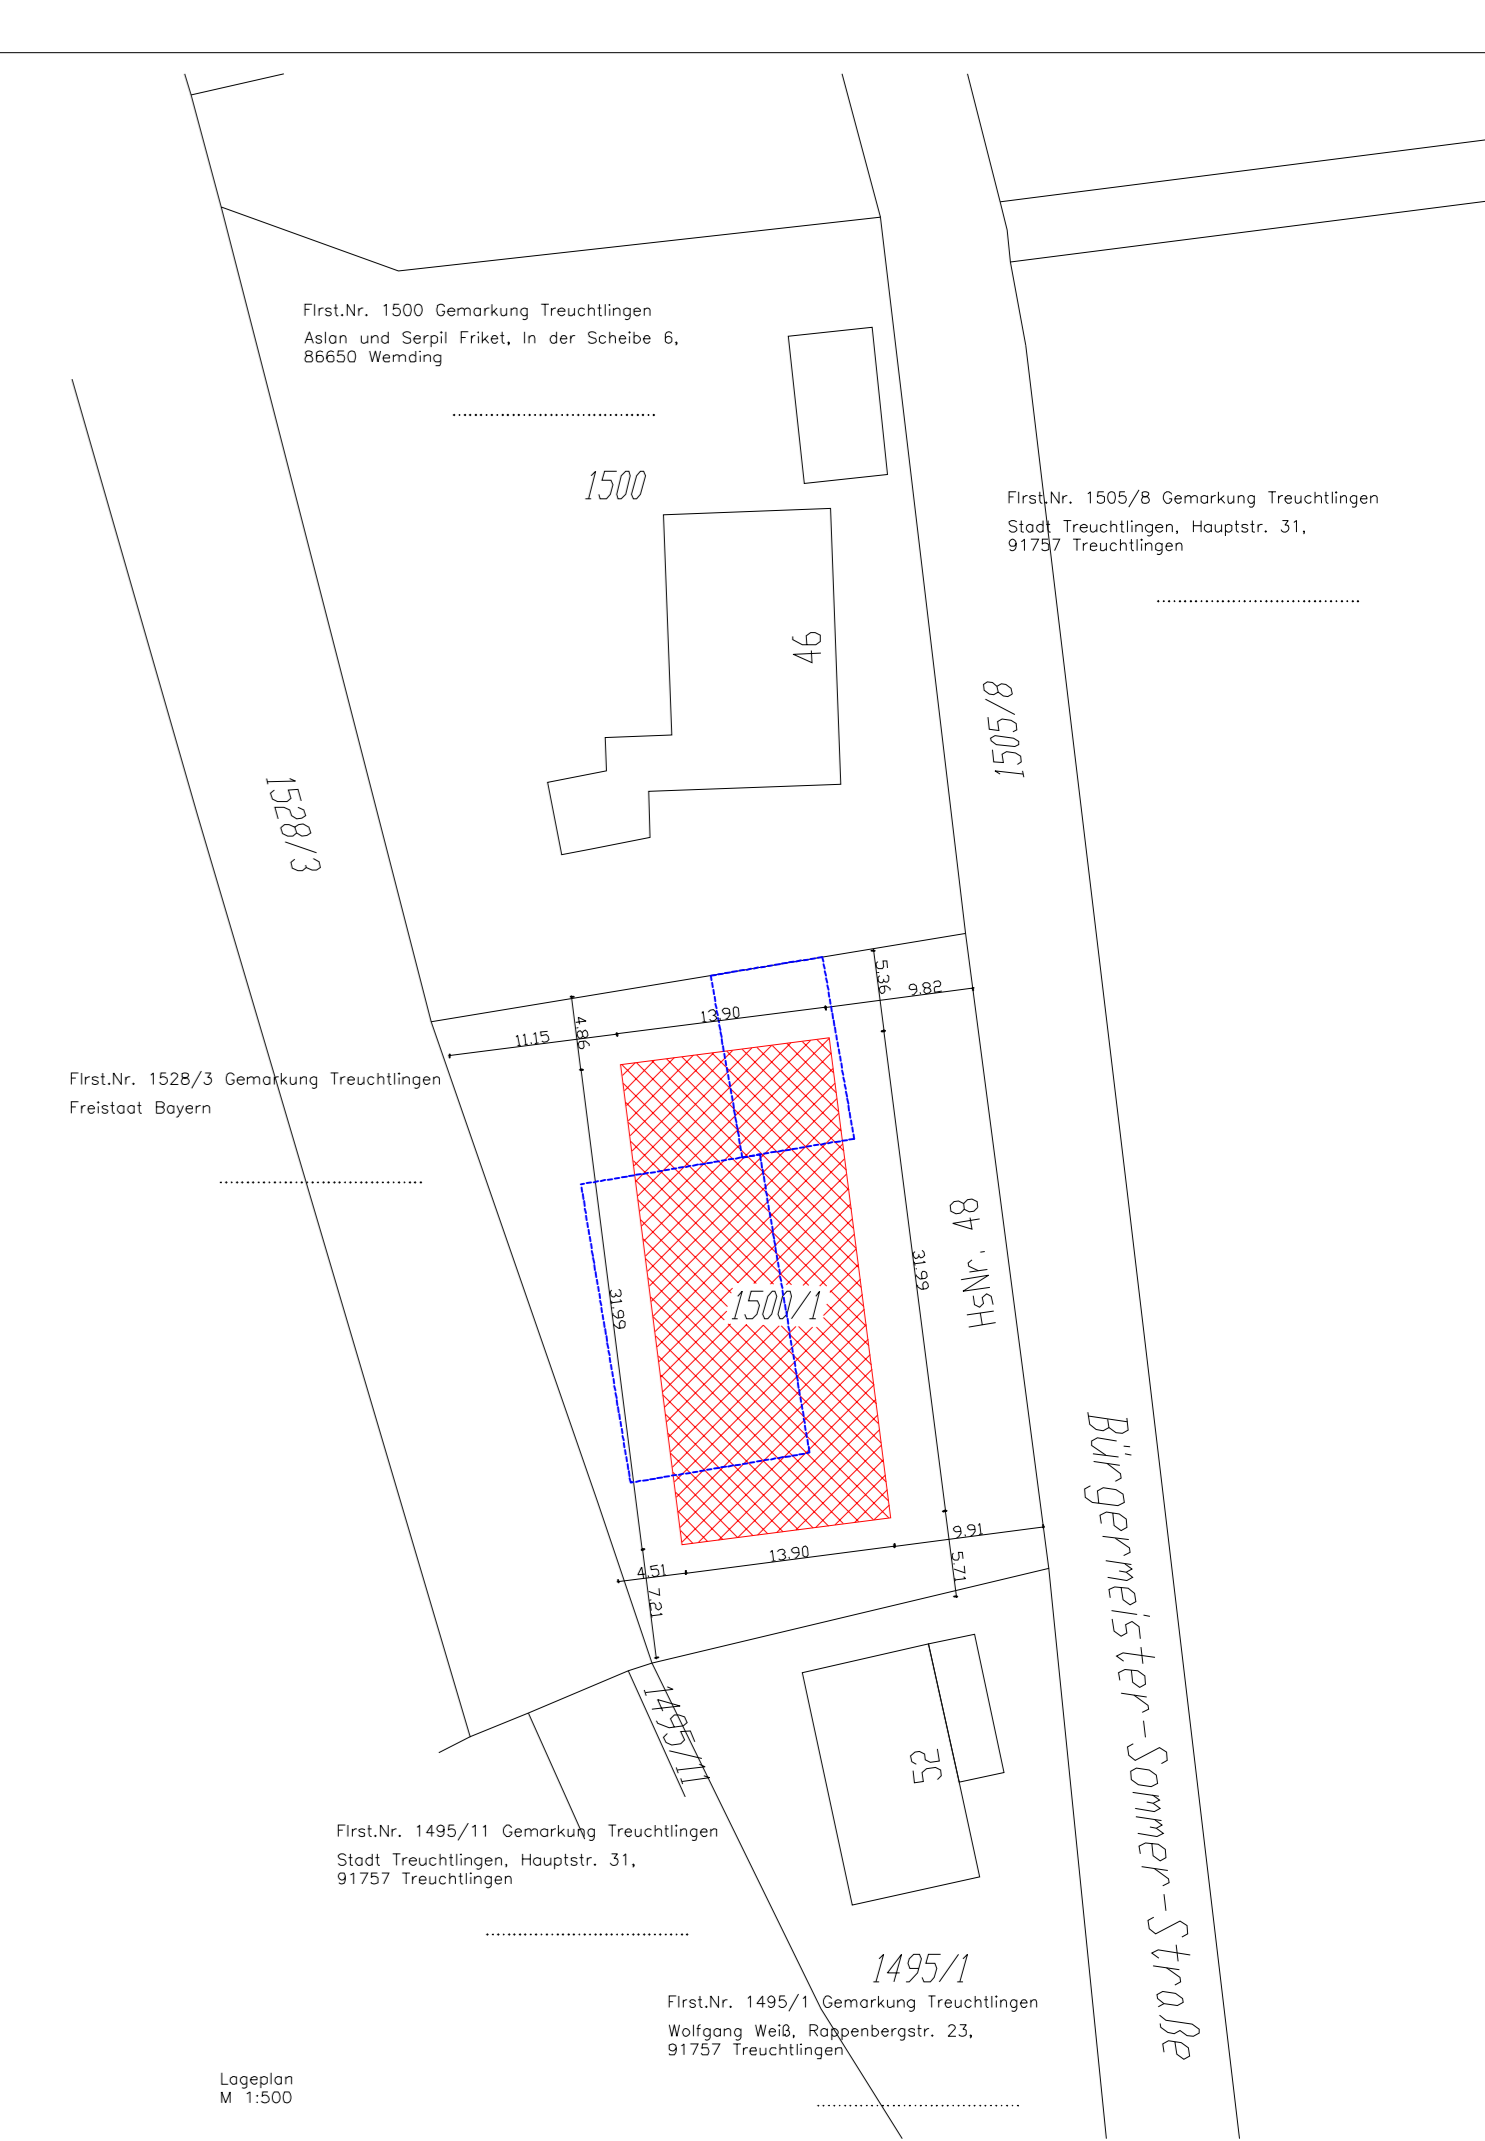 Flrst.Nr. 1500 Gemarkung Treuchtlingen
Aslan und Serpil Friket, In der Scheibe 6,
86650 Wemding
1500
Flrst.Nr. 1505/8 Gemarkung Treuchtlingen
Stadt Treuchtlingen, Hauptstr. 31,
91757 Treuchtlingen
46
1505/8
1528/3
5.36
9.82
13.90
4.86
11.15
Flrst.Nr. 1528/3 Gemarkung Treuchtlingen
Freistaat Bayern
HsNr. 48
31.99
31.99
1500/1
Bürgermeister-Sommer-Straße
9.91
13.90
5.71
4.51
7.21
1495/11
52
Flrst.Nr. 1495/11 Gemarkung Treuchtlingen
Stadt Treuchtlingen, Hauptstr. 31,
91757 Treuchtlingen
1495/1
Flrst.Nr. 1495/1 Gemarkung Treuchtlingen
Wolfgang Weiß, Rappenbergstr. 23,
91757 Treuchtlingen
Lageplan
M 1:500